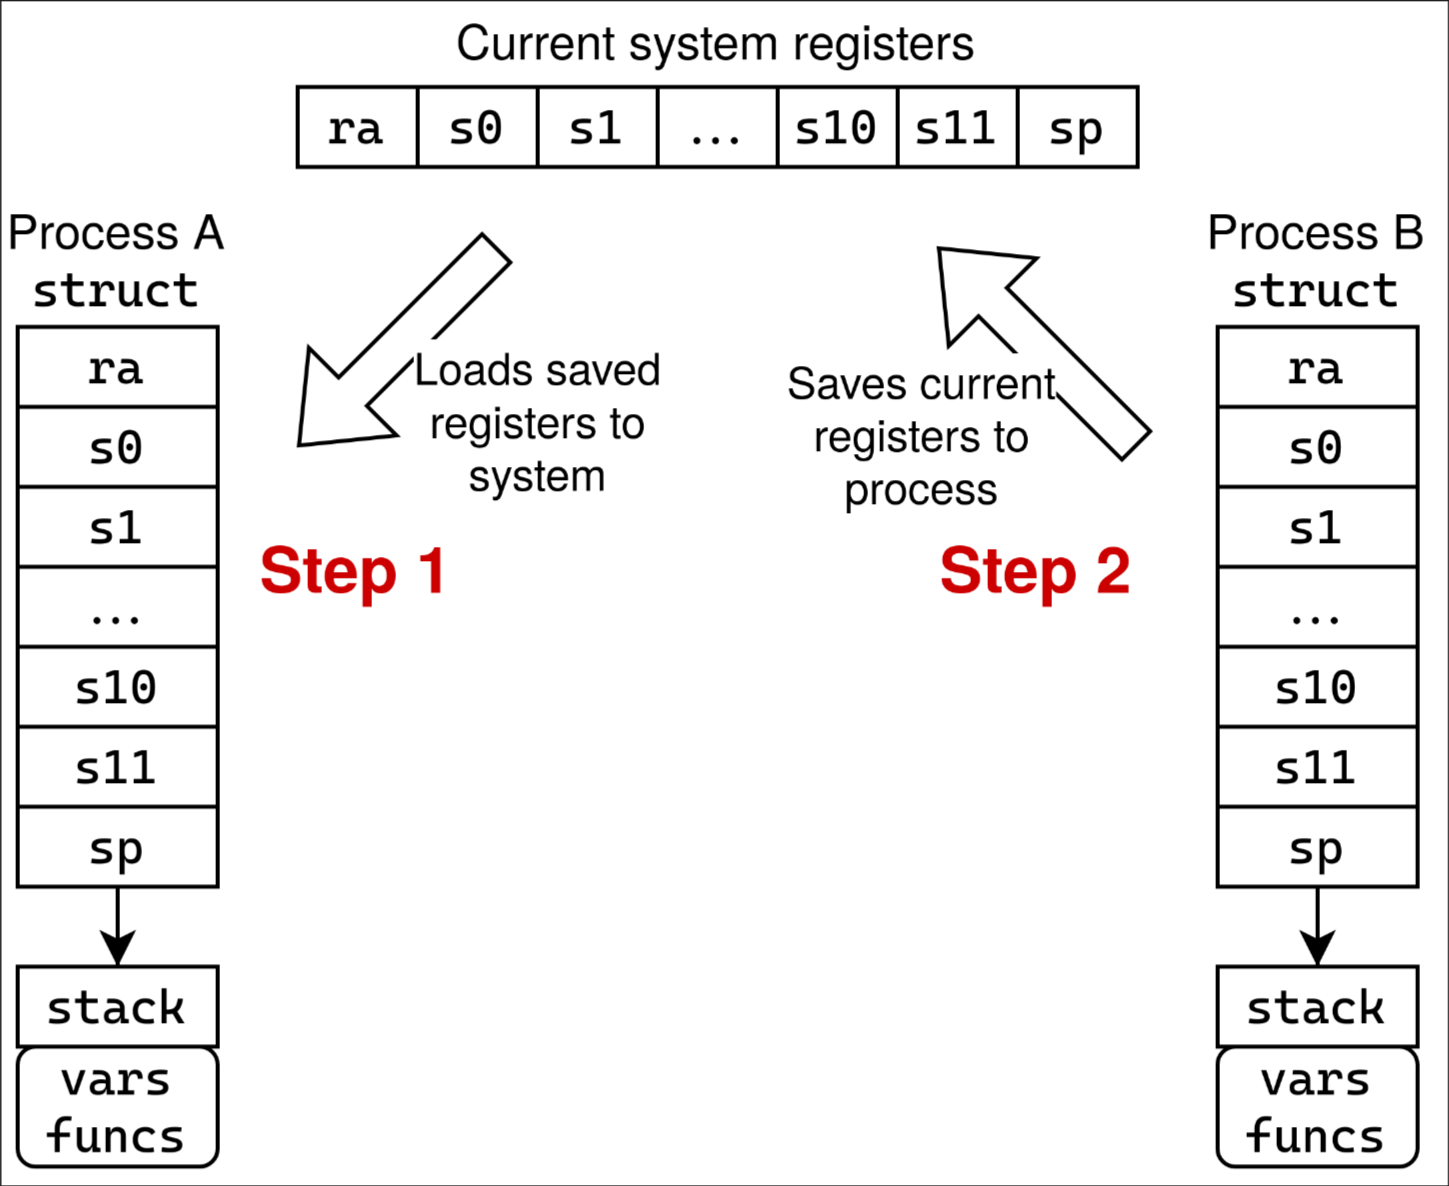 Current system registers
ra s0 s1 ... s10 s11 sp
Process A
struct
ra
s0
s1
...
s10
s11
sp
stack
vars
funcs
Loads saved
registers to
system
Step 1
Saves current
registers to
process
Step 2
Process B
struct
ra
s0
s1
...
s10
s11
sp
stack
vars
funcs